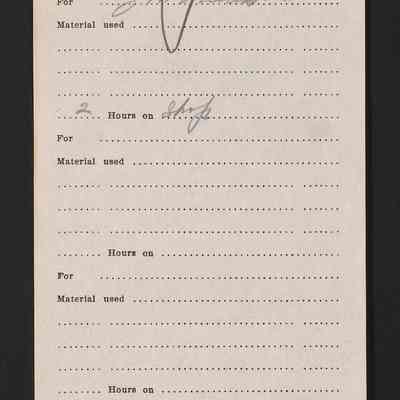 For
Material used
2 Hours on Shop
For
Material used
Hours on
For
Material used
Hours on